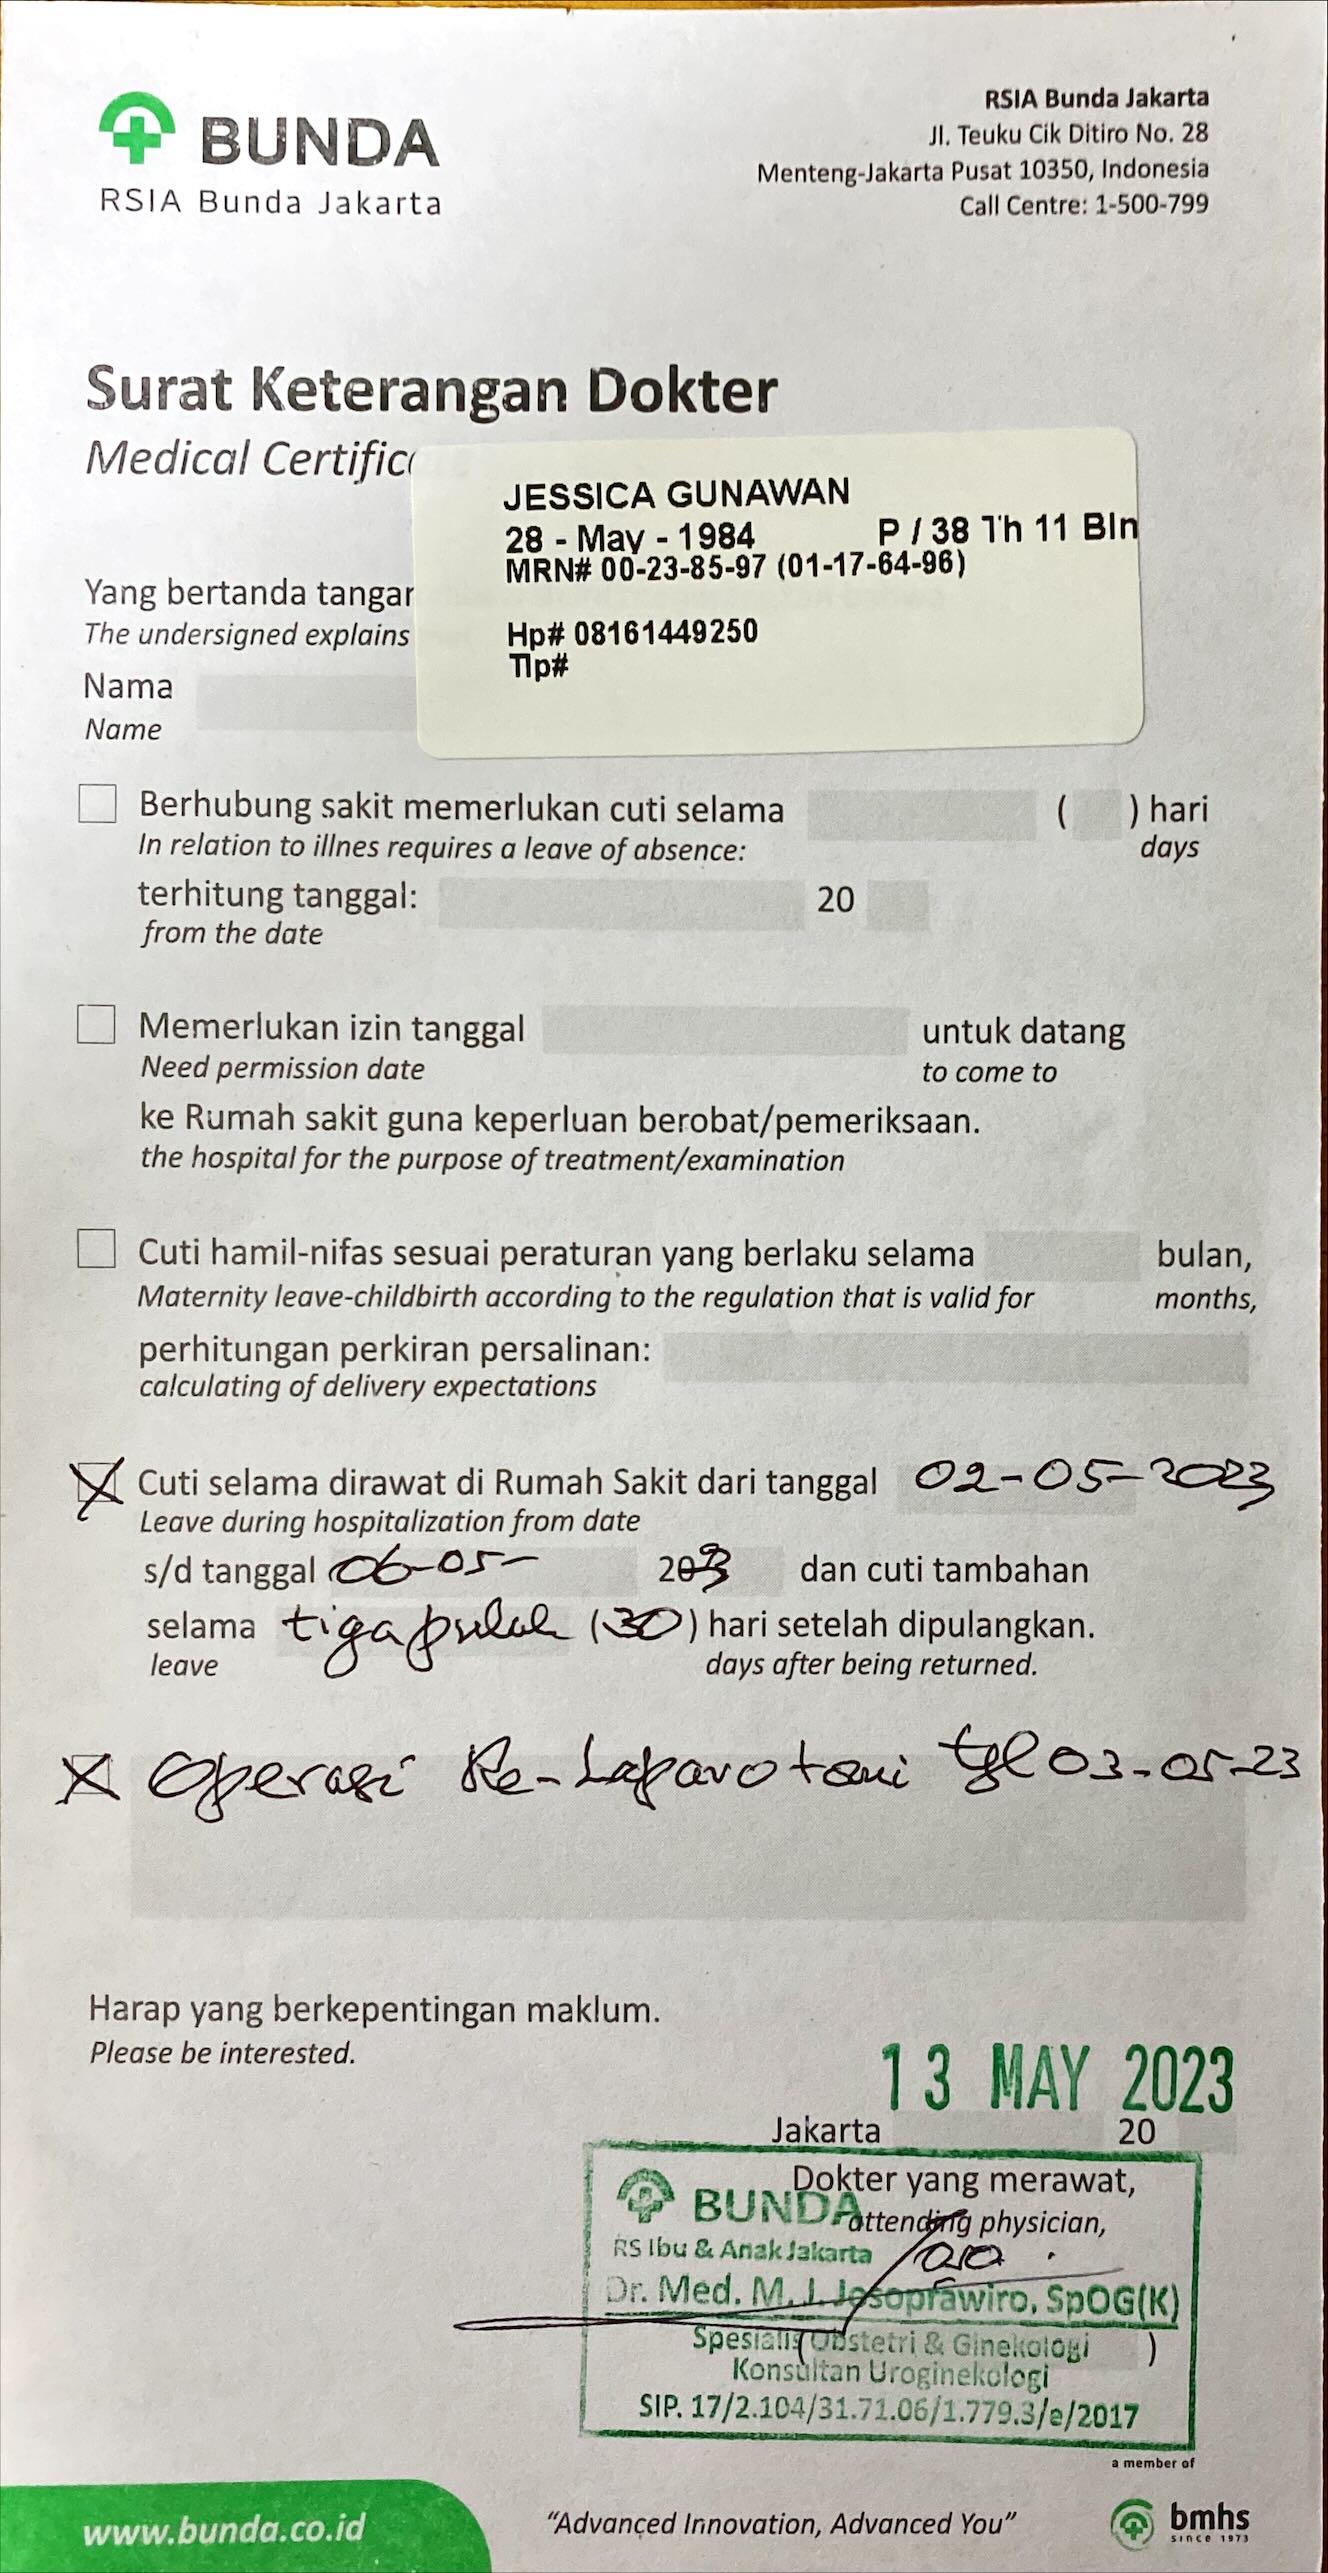 BUNDA
RSIA Bunda Jakarta
RSIA Bunda Jakarta
Jl. Teuku Cik Ditiro No. 28
Menteng-Jakarta Pusat 10350, Indonesia
Call Centre: 1-500-799
Surat Keterangan Dokter
Medical Certific
JESSICA GUNAWAN
28 - May - 1984 P / 38 Th 11 Bln
MRN# 00-23-85-97 (01-17-64-96)
Hp# 08161449250
Tlp#
Yang bertanda tangan
The undersigned explains
Nama
Name
Berhubung sakit memerlukan cuti selama ( ) hari
In relation to illnes requires a leave of absence: days
terhitung tanggal: 20
from the date
Memerlukan izin tanggal untuk datang
Need permission date to come to
ke Rumah sakit guna keperluan berobat/pemeriksaan.
the hospital for the purpose of treatment/examination
Cuti hamil-nifas sesuai peraturan yang berlaku selama bulan,
Maternity leave-childbirth according to the regulation that is valid for months,
perhitungan perkiran persalinan:
calculating of delivery expectations
Cuti selama dirawat di Rumah Sakit dari tanggal 02-05-2023
Leave during hospitalization from date
s/d tanggal 06-05- 2023 dan cuti tambahan
selama tiga puluh (30) hari setelah dipulangkan.
leave days after being returned.
Operasi Re-Laparotomi tgl 03-05-23
Harap yang berkepentingan maklum.
Please be interested.
13 MAY 2023
Jakarta 20
Dokter yang merawat,
BUNDA attending physician,
RS Ibu & Anak Jakarta
Dr. Med. M. J. Josoprawiro, SpOG(K)
Spesialis Obstetri & Ginekologi
( )
Konsultan Uroginekologi
SIP. 17/2.104/31.71.06/1.779.3/e/2017
a member of
www.bunda.co.id "Advanced Innovation, Advanced You" bmhs
SINCE 1973